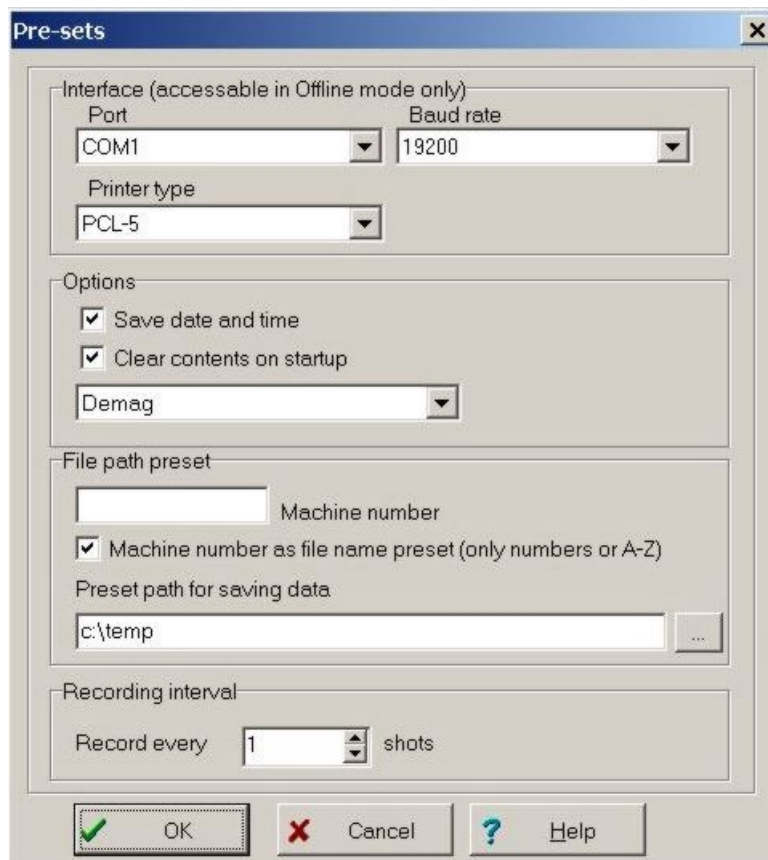 Pre-sets
Interface (accessable in Offline mode only)
Port Baud rate
COM1 19200
Printer type
PCL-5
Options
Save date and time
Clear contents on startup
Demag
File path preset
Machine number
Machine number as file name preset (only numbers or A-Z)
Preset path for saving data
c:\temp ...
Recording interval
Record every 1 shots
OK Cancel ? Help